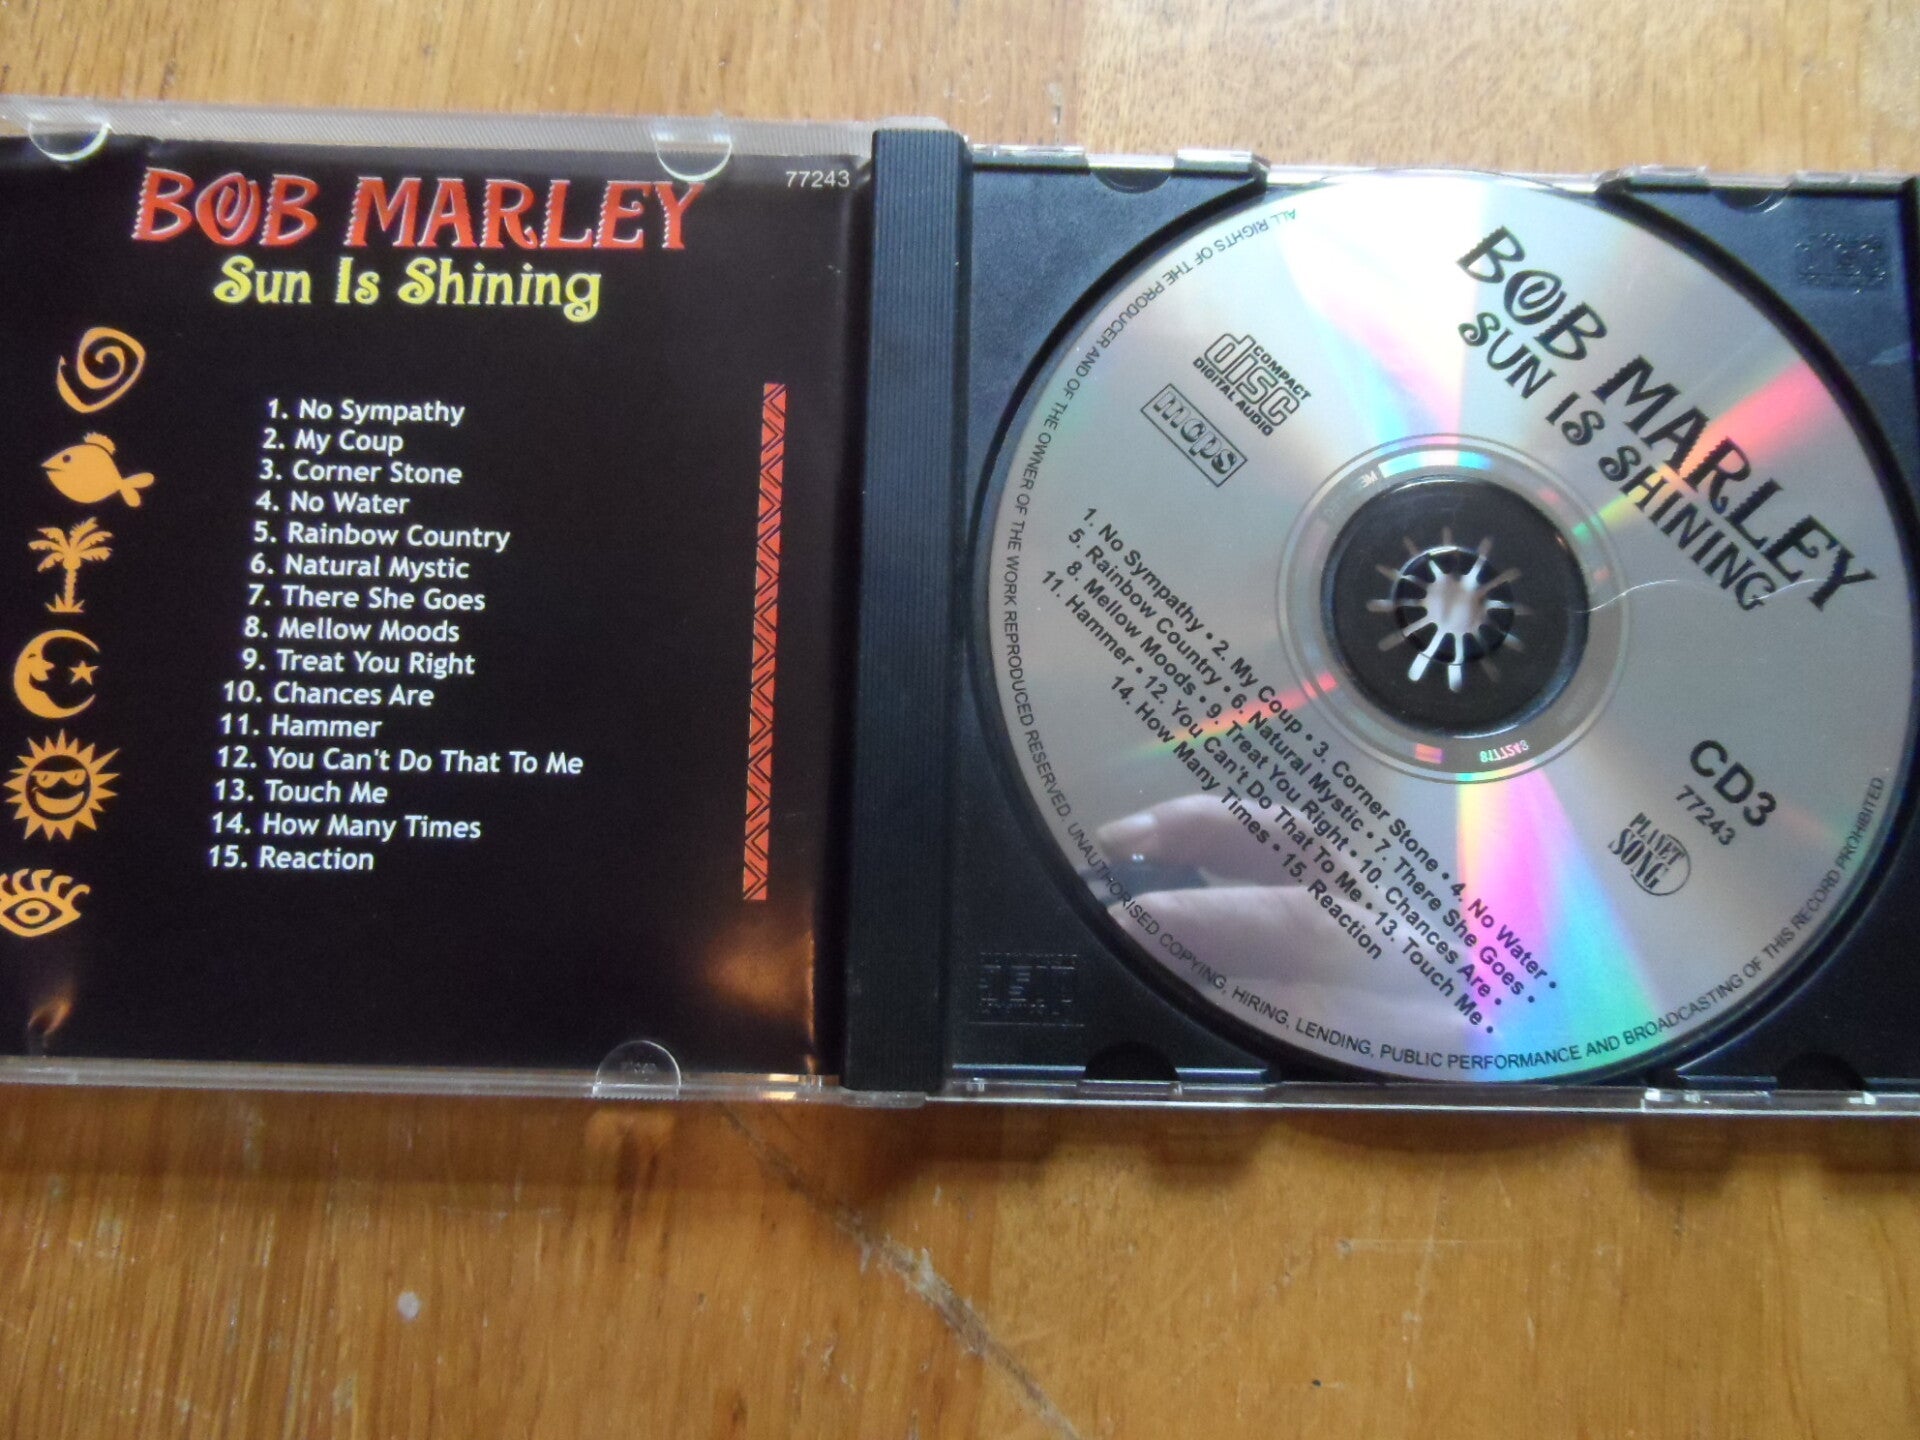 BOB MARLEY
77243
Sun Is Shining
1. No Sympathy
2. My Coup
3. Corner Stone
4. No Water
5. Rainbow Country
6. Natural Mystic
7. There She Goes
8. Mellow Moods
9. Treat You Right
10. Chances Are
11. Hammer
12. You Can't Do That To Me
13. Touch Me
14. How Many Times
15. Reaction
BOB MARLEY
SUN IS SHINING
COMPACT
disc
DIGITAL AUDIO
mcps
1. No Sympathy • 2. My Coup • 3. Corner Stone • 4. No Water •
5. Rainbow Country • 6. Natural Mystic • 7. There She Goes •
8. Mellow Moods • 9. Treat You Right • 10. Chances Are •
11. Hammer • 12. You Can't Do That To Me • 13. Touch Me •
14. How Many Times • 15. Reaction
CD3
77243
PLANET
SONG
ALL RIGHTS OF THE PRODUCER AND OF THE OWNER OF THE WORK REPRODUCED RESERVED. UNAUTHORISED COPYING, HIRING, LENDING, PUBLIC PERFORMANCE AND BROADCASTING OF THIS RECORD PROHIBITED